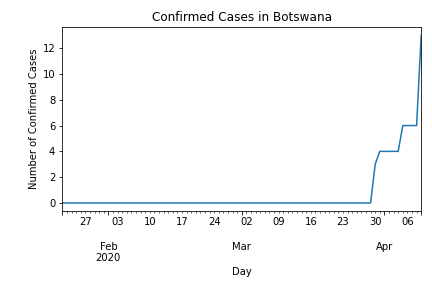 Confirmed Cases in Botswana
Number of Confirmed Cases
12
10
8
6
4
2
0
27 03 10 17 24 02 09 16 23 30 06
Feb Mar Apr
2020
Day